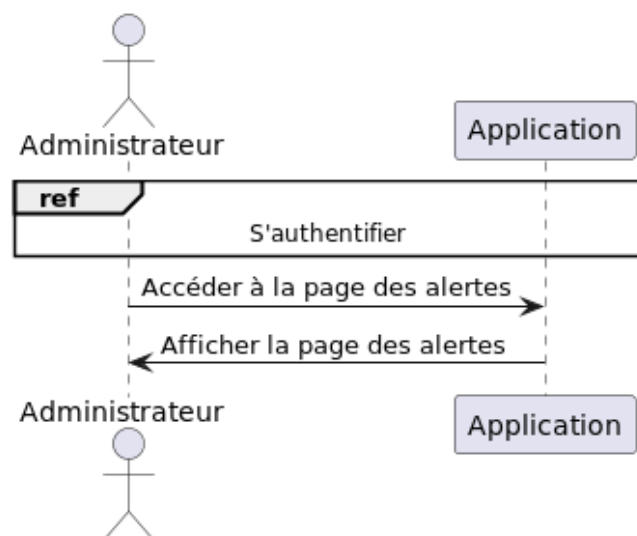 Administrateur
Application
ref
S'authentifier
Accéder à la page des alertes
Afficher la page des alertes
Administrateur
Application